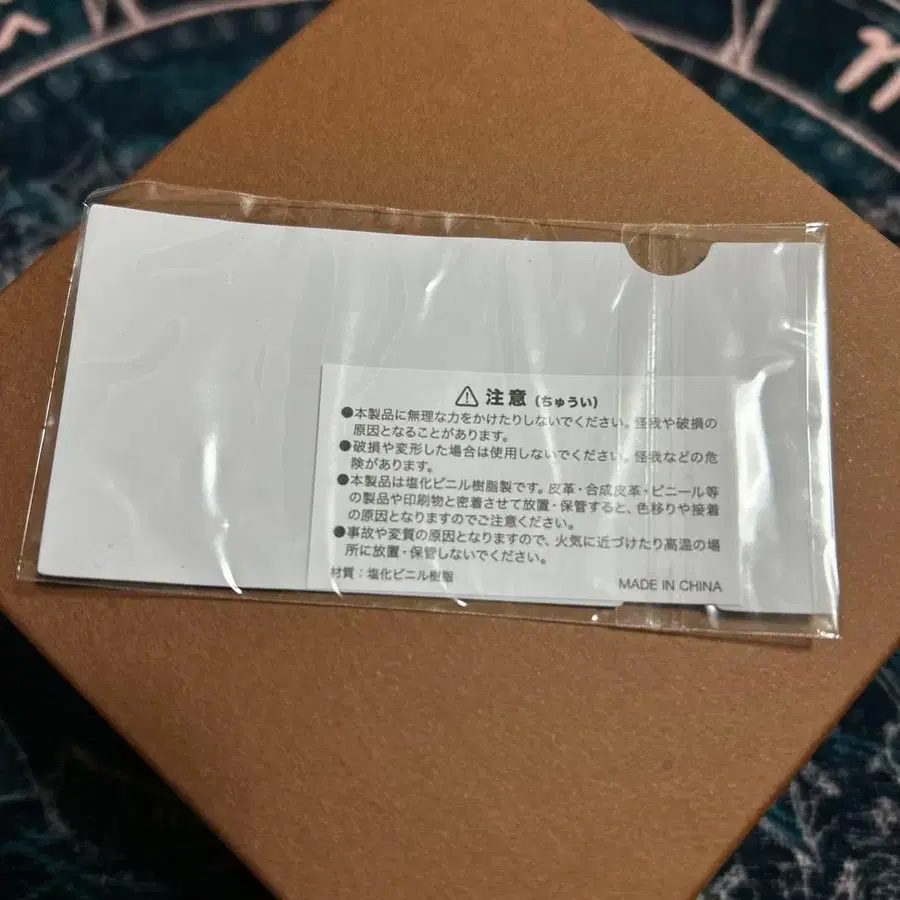 ⚠ 注意 (ちゅうい)
●本製品に無理な力をかけたりしないでください。怪我や破損の
原因となることがあります。
●破損や変形した場合は使用しないでください。怪我などの危
険があります。
●本製品は塩化ビニル樹脂製です。皮革・合成皮革・ビニール等
の製品や印刷物と密着させて放置・保管すると、色移りや接着
の原因となりますのでご注意ください。
●事故や変質の原因となりますので、火気に近づけたり高温の場
所に放置・保管しないでください。
材質：塩化ビニル樹脂
MADE IN CHINA